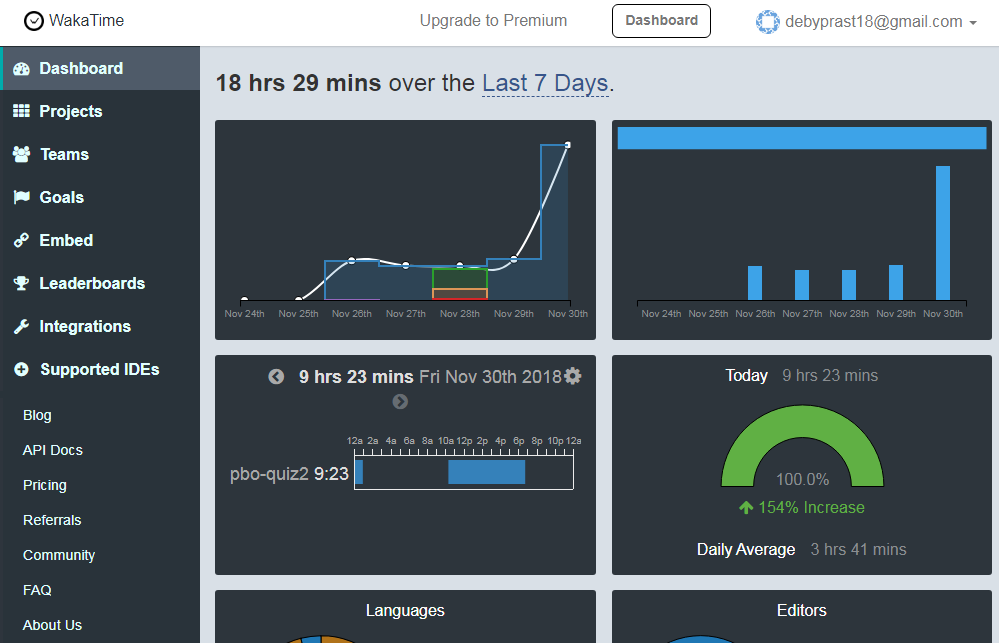 WakaTime
Upgrade to Premium
Dashboard
debyprast18@gmail.com
Dashboard
Projects
Teams
Goals
Embed
Leaderboards
Integrations
Supported IDEs
Blog
API Docs
Pricing
Referrals
Community
FAQ
About Us
18 hrs 29 mins over the Last 7 Days.
Nov 24th Nov 25th Nov 26th Nov 27th Nov 28th Nov 29th Nov 30th
Nov 24th Nov 25th Nov 26th Nov 27th Nov 28th Nov 29th Nov 30th
9 hrs 23 mins Fri Nov 30th 2018
12a 2a 4a 6a 8a 10a 12p 2p 4p 6p 8p 10p 12a
pbo-quiz2 9:23
Today 9 hrs 23 mins
100.0%
154% Increase
Daily Average 3 hrs 41 mins
Languages
Editors